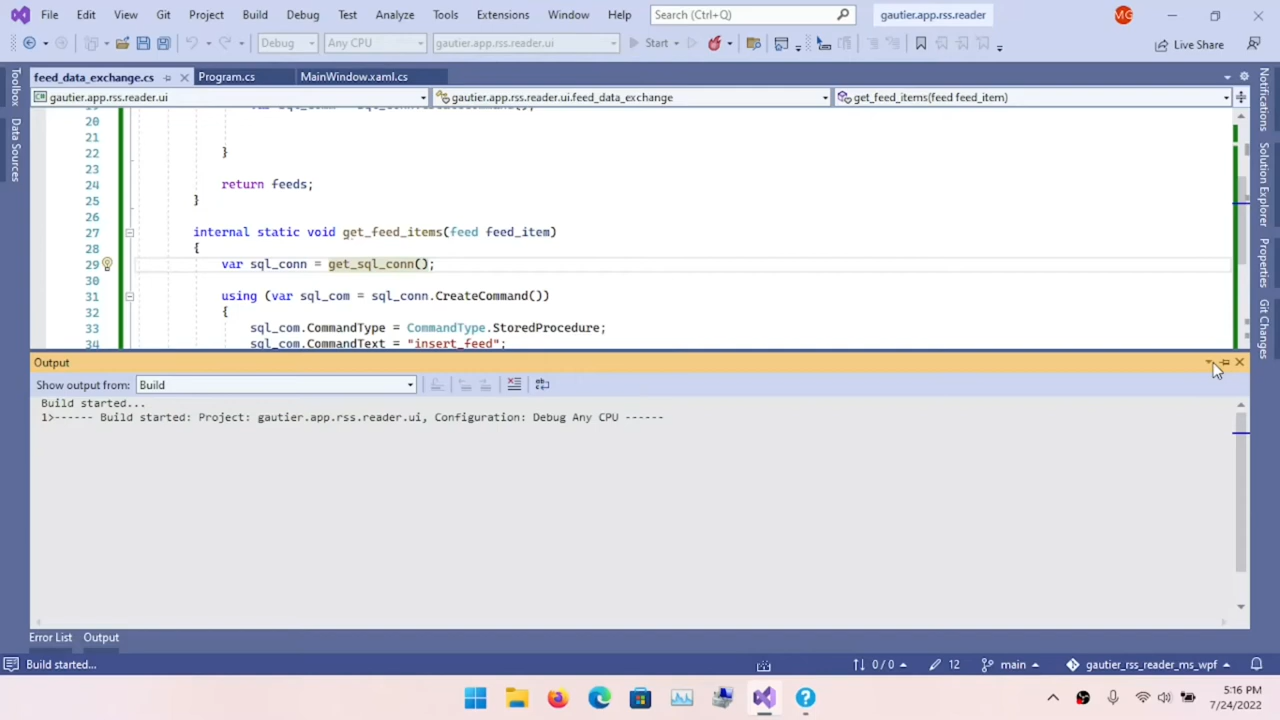 File Edit View Git Project Build Debug Test Analyze Tools Extensions Window Help Search (Ctrl+Q) gautier.app.rss.reader MG
Debug Any CPU gautier.app.rss.reader.ui Start Live Share
feed_data_exchange.cs Program.cs MainWindow.xaml.cs
gautier.app.rss.reader.ui gautier.app.rss.reader.ui.feed_data_exchange get_feed_items(feed feed_item)
Toolbox
Data Sources
20
21
22 }
23
24 return feeds;
25 }
26
27 internal static void get_feed_items(feed feed_item)
28 {
29 var sql_conn = get_sql_conn();
30
31 using (var sql_com = sql_conn.CreateCommand())
32 {
33 sql_com.CommandType = CommandType.StoredProcedure;
34 sql_com.CommandText = "insert_feed";
Notifications
Solution Explorer
Properties
Git Changes
Output
Show output from: Build
Build started...
1>------ Build started: Project: gautier.app.rss.reader.ui, Configuration: Debug Any CPU ------
Error List Output
Build started... 0 / 0 12 main gautier_rss_reader_ms_wpf
5:16 PM
7/24/2022